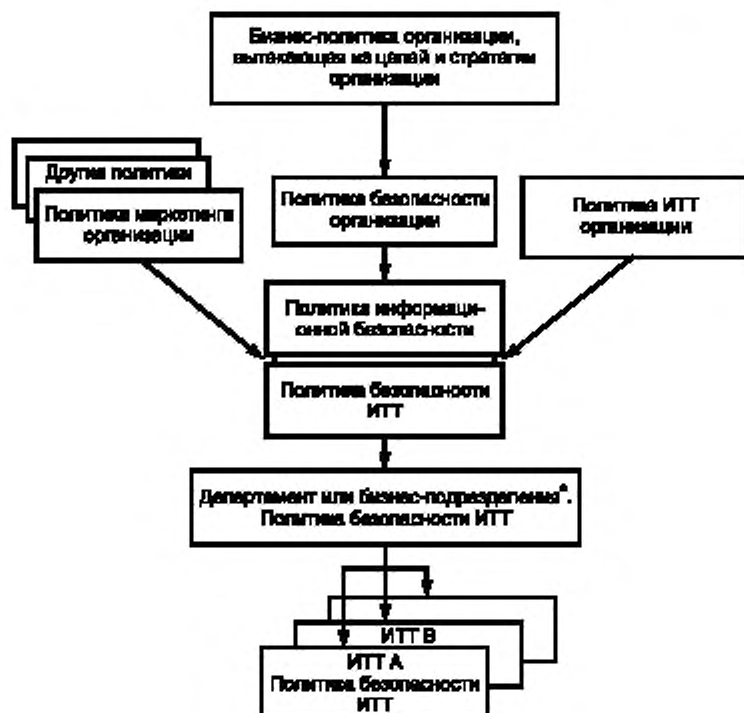 Бизнес-политика организации,
вытекающая из целей и стратегии
организации
Другие политики
Политика маркетинга
организации
Политика безопасности
организации
Политика ИТТ
организации
Политика информаци-
онной безопасности
Политика безопасности
ИТТ
Департамент или бизнес-подразделения*.
Политика безопасности ИТТ
ИТТ В
ИТТ А
Политика безопасности
ИТТ